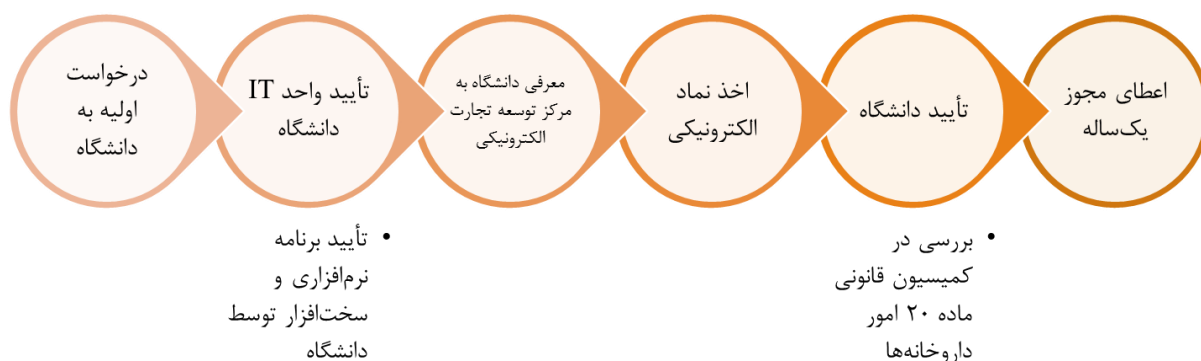 درخواست
اولیه به
دانشگاه
تأیید واحد IT
دانشگاه
معرفی دانشگاه به
مرکز توسعه تجارت
الکترونیکی
اخذ نماد
الکترونیکی
تأیید دانشگاه
اعطای مجوز
یک‌ساله
• تأیید برنامه
نرم‌افزاری و
سخت‌افزار توسط
دانشگاه
• بررسی در
کمیسیون قانونی
ماده ۲۰ امور
داروخانه‌ها